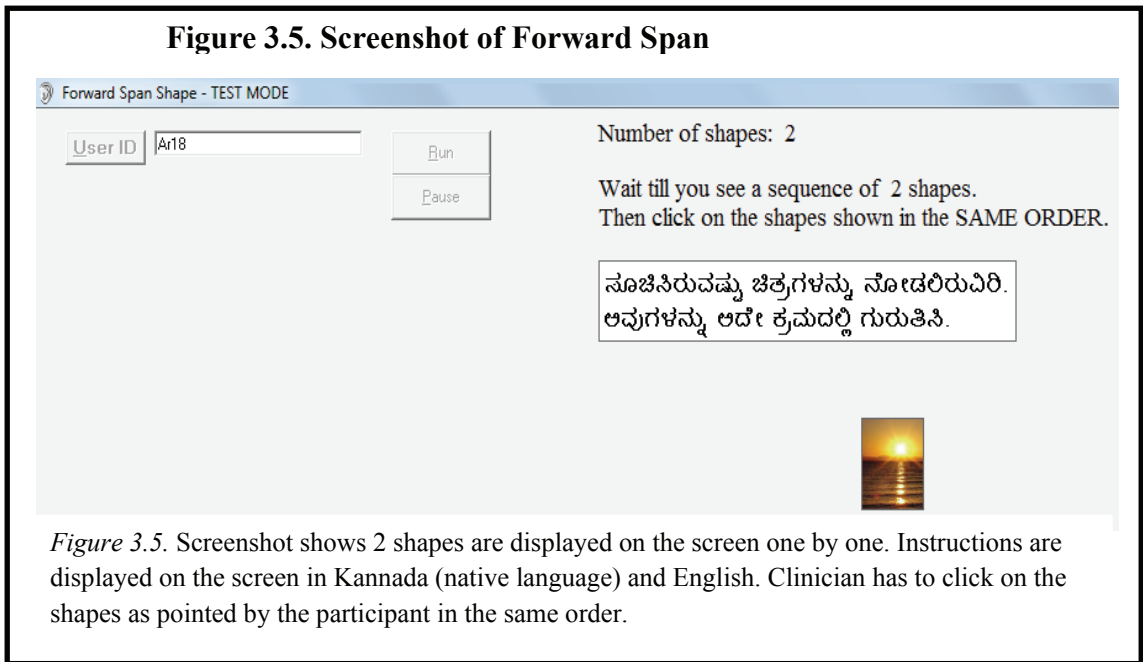 Figure 3.5. Screenshot of Forward Span
Forward Span Shape - TEST MODE
User ID Ar18 Run
Pause
Number of shapes: 2
Wait till you see a sequence of 2 shapes.
Then click on the shapes shown in the SAME ORDER.
ಸೂಚಿಸಿರುವಷ್ಟು ಚಿತ್ರಗಳನ್ನು ನೋಡಲಿರುವಿರಿ.
ಅವುಗಳನ್ನು ಅದೇ ಕ್ರಮದಲ್ಲಿ ಗುರುತಿಸಿ.
Figure 3.5. Screenshot shows 2 shapes are displayed on the screen one by one. Instructions are
displayed on the screen in Kannada (native language) and English. Clinician has to click on the
shapes as pointed by the participant in the same order.